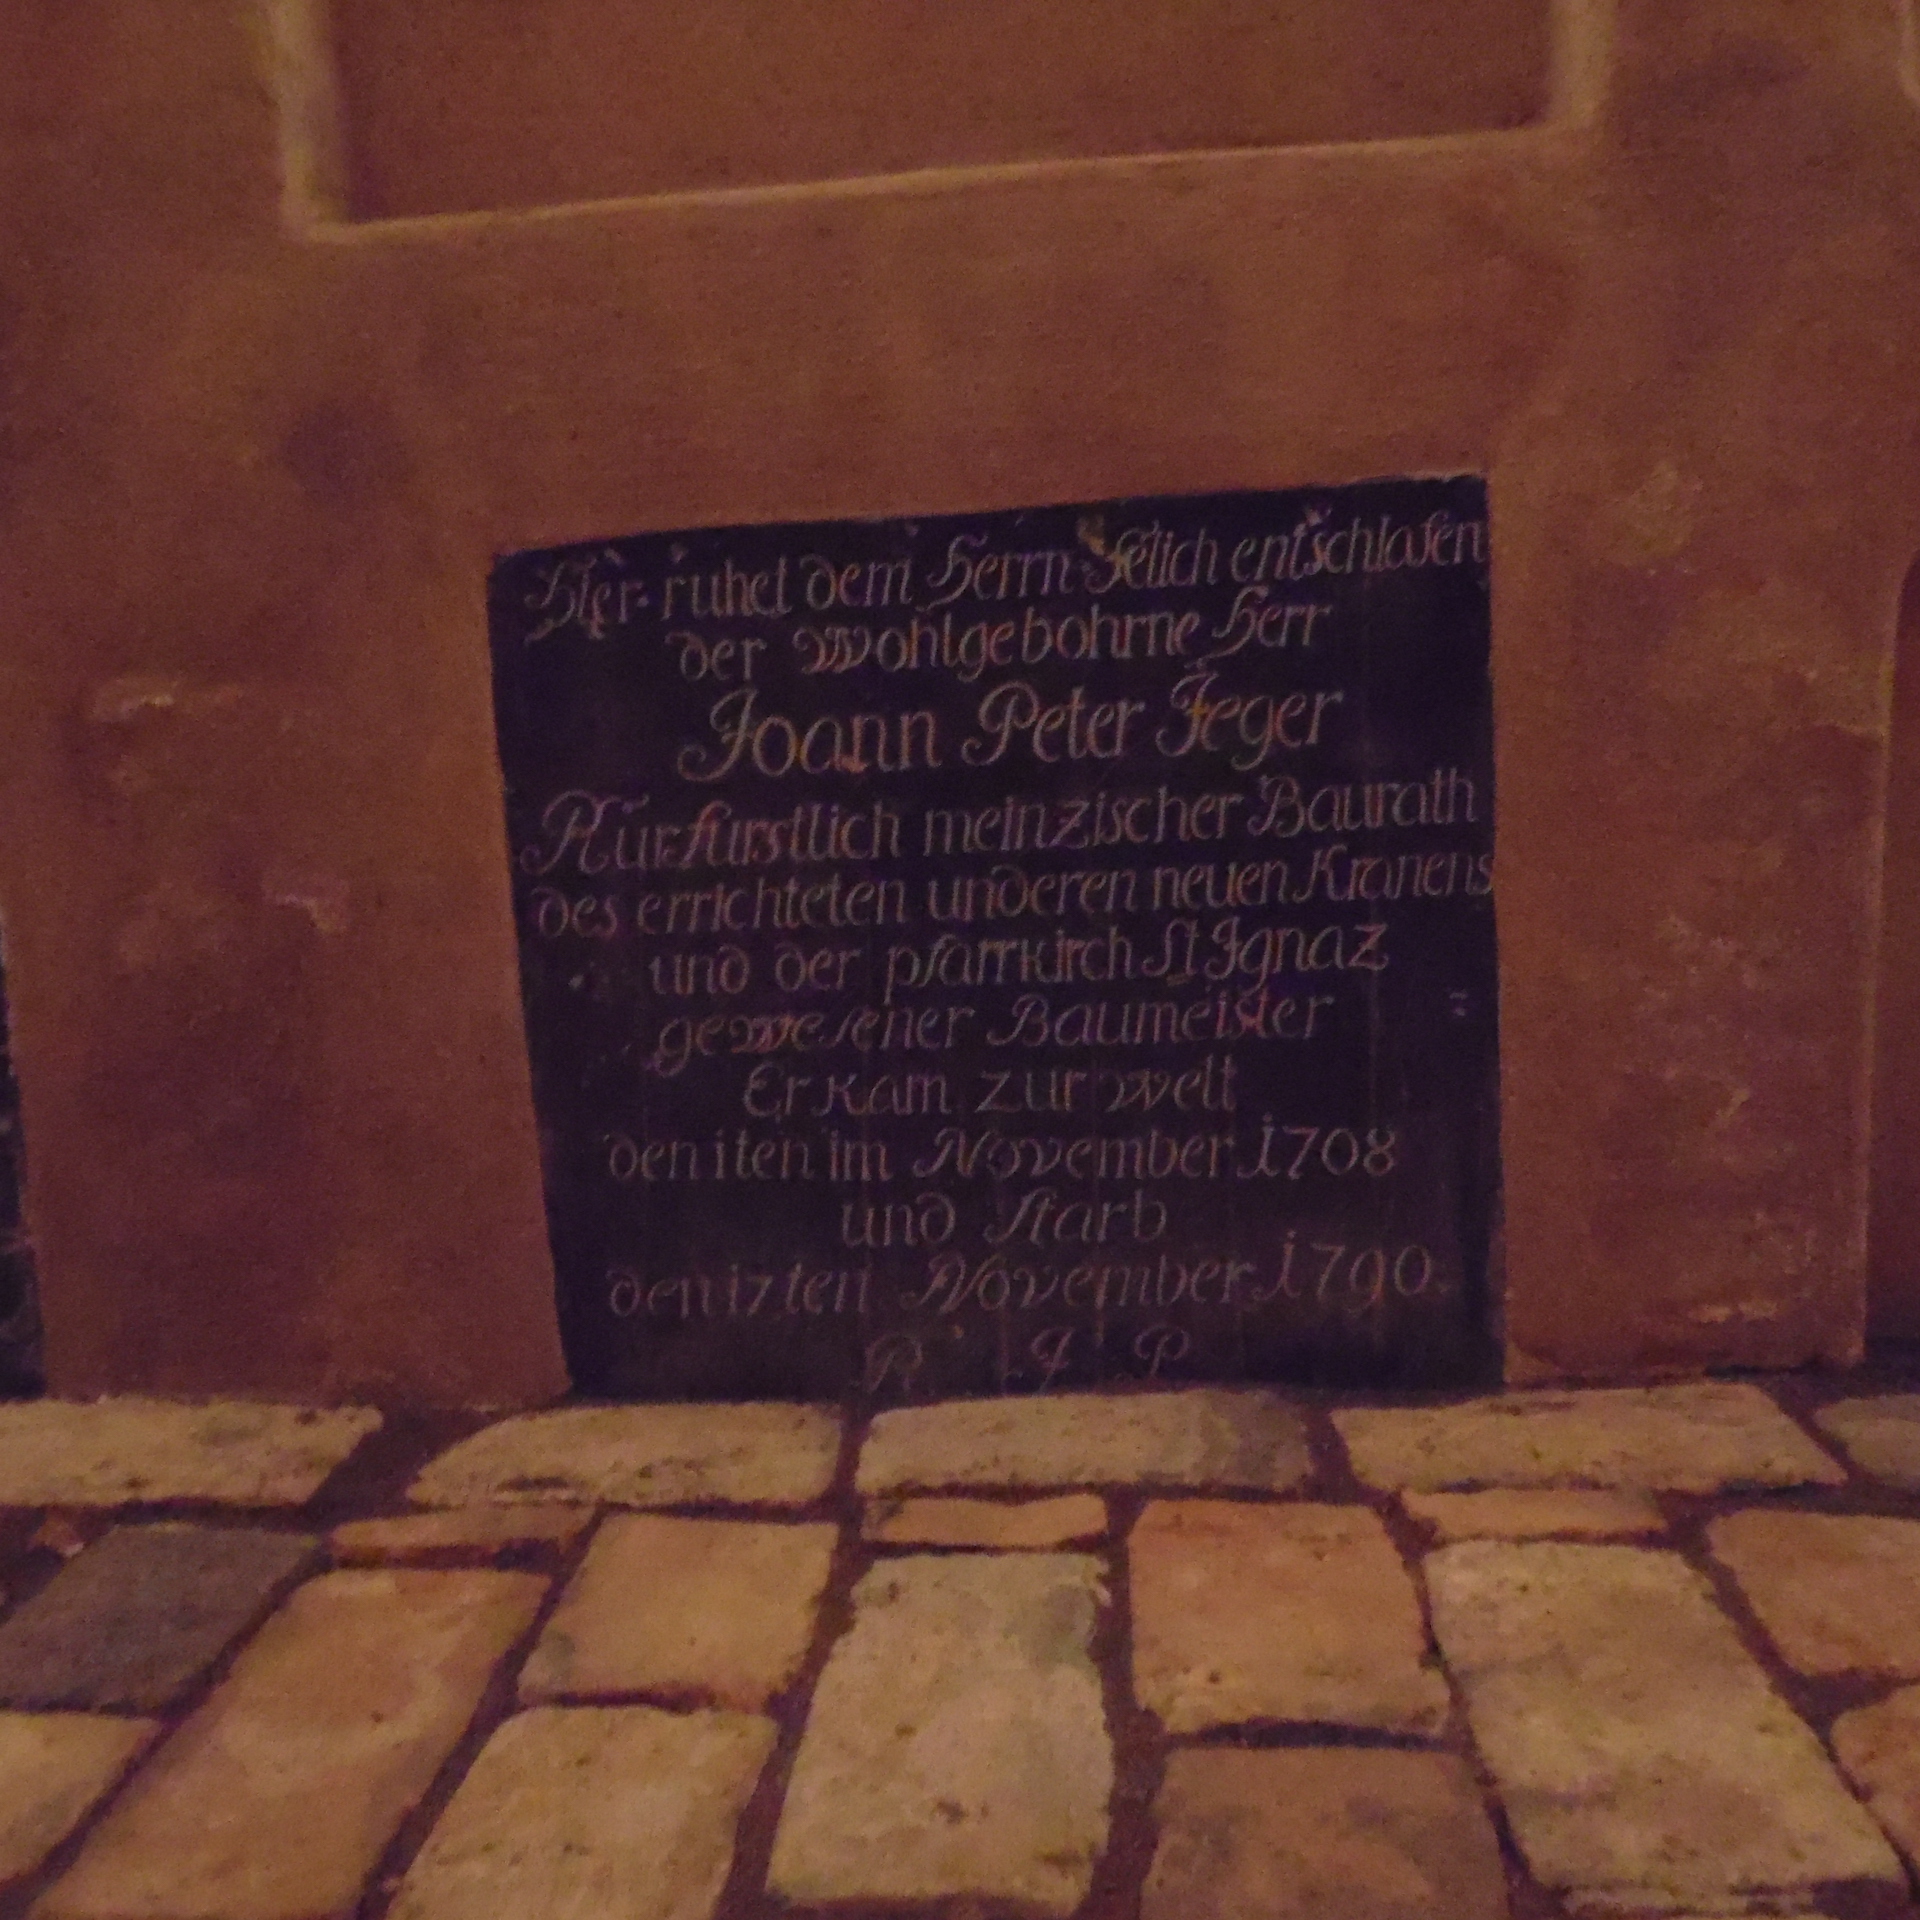 Hier ruhet dem Herrn Selich entschlafen
der wohlgebohrne Herr
Joann Peter Jeger
Kurfürstlich meinzischer Baurath
des errichteten underen neuen Kranens
und der pfarrkirch St Ignaz
gewesener Baumeister
Er kam zur welt
den 1ten im November 1708
und starb
den 17ten November 1790.
R I P